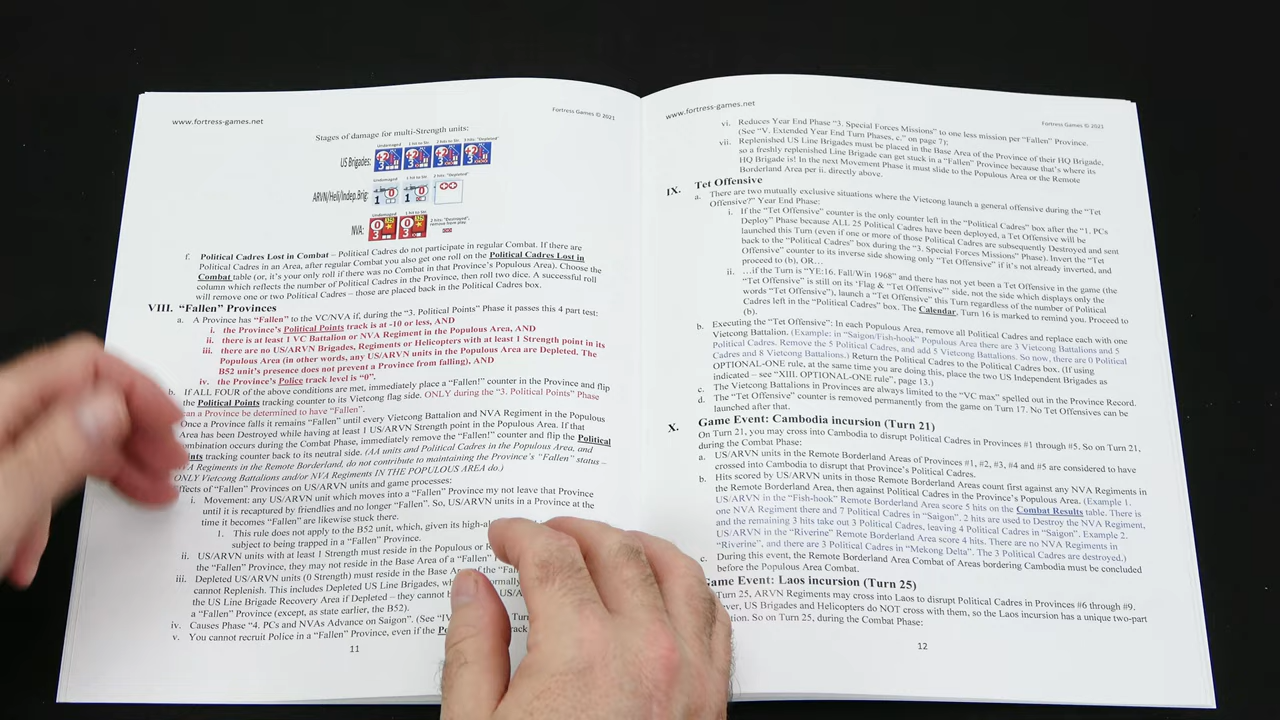 www.fortress-games.net
Fortress Games © 2021
Stages of damage for multi-Strength units:
US Brigades:
ARVN/Heli/Indep.Brig:
NVA:
f. Political Cadres Lost in Combat – Political Cadres do not participate in regular Combat. If there are
Political Cadres in an Area, after regular Combat you also get one roll on the Political Cadres Lost in
Combat table (or, it's your only roll if there was no Combat in that Province's Populous Area). Choose the
column which reflects the number of Political Cadres in the Province, then roll two dice. A successful roll
will remove one or two Political Cadres – those are placed back in the Political Cadres box.
VIII. "Fallen" Provinces
a. A Province has "Fallen" to the VC/NVA if, during the "3. Political Points" Phase it passes this 4 part test:
i. the Province's Political Points track is at -10 or less, AND
ii. there is at least 1 VC Battalion or NVA Regiment in the Populous Area, AND
iii. there are no US/ARVN Brigades, Regiments or Helicopters with at least 1 Strength point in its
Populous Area (in other words, any US/ARVN units in the Populous Area are Depleted. The
B52 unit's presence does not prevent a Province from falling), AND
iv. the Province's Police track level is "0".
b. If ALL FOUR of the above conditions are met, immediately place a "Fallen!" counter in the Province and flip
the Political Points tracking counter to its Vietcong flag side. ONLY during the "3. Political Points" Phase
can a Province be determined to have "Fallen".
Once a Province falls it remains "Fallen" until every Vietcong Battalion and NVA Regiment in the Populous
Area has been Destroyed while having at least 1 US/ARVN Strength point in the Populous Area. If that
combination occurs during the Combat Phase, immediately remove the "Fallen!" counter and flip the Political
Points tracking counter back to its neutral side. (AA units and Political Cadres in the Populous Area, and
NVA Regiments in the Remote Borderland, do not contribute to maintaining the Province's "Fallen" status –
ONLY Vietcong Battalions and/or NVA Regiments IN THE POPULOUS AREA do.)
Effects of "Fallen" Provinces on US/ARVN units and game processes:
i. Movement: any US/ARVN unit which moves into a "Fallen" Province my not leave that Province
until it is recaptured by friendlies and no longer "Fallen". So, US/ARVN units in a Province at the
time it becomes "Fallen" are likewise stuck there.
1. This rule does not apply to the B52 unit, which, given its high-al
subject to being trapped in a "Fallen" Province.
ii. US/ARVN units with at least 1 Strength must reside in the Populous or R
the "Fallen" Province, they may not reside in the Base Area of a "Fallen"
iii. Depleted US/ARVN units (0 Strength) must reside in the Base Area of the "Fa
cannot Replenish. This includes Depleted US Line Brigades, wh normally
the US Line Brigade Recovery Area if Depleted – they cannot b US/A
a "Fallen" Province (except, as state earlier, the B52).
iv. Causes Phase "4. PCs and NVAs Advance on Saigon". (See "IV Turn
v. You cannot recruit Police in a "Fallen" Province, even if the Po track
11
www.fortress-games.net
Fortress Games © 2021
vi. Reduces Year End Phase "3. Special Forces Missions" to one less mission per "Fallen" Province.
(See "V. Extended Year End Turn Phases, c." on page 7);
vii. Replenished US Line Brigades must be placed in the Base Area of the Province of their HQ Brigade,
so a freshly replenished Line Brigade can get stuck in a "Fallen" Province because that's where its
HQ Brigade is! In the next Movement Phase it must slide to the Populous Area or the Remote
Borderland Area per ii. directly above.
IX. Tet Offensive
a. There are two mutually exclusive situations where the Vietcong launch a general offensive during the "Tet
Offensive?" Year End Phase:
i. If the "Tet Offensive" counter is the only counter left in the "Political Cadres" box after the "1. PCs
Deploy" Phase because ALL 25 Political Cadres have been deployed, a Tet Offensive will be
launched this Turn (even if one or more of those Political Cadres are subsequently Destroyed and sent
back to the "Political Cadres" box during the "3. Special Forces Missions" Phase). Invert the "Tet
Offensive" counter to its inverse side showing only "Tet Offensive" if it's not already inverted, and
proceed to (b), OR…
ii. …if the Turn is "YE:16. Fall/Win 1968" and there has not yet been a Tet Offensive in the game (the
"Tet Offensive" is still on its 'Flag & "Tet Offensive"' side, not the side which displays only the
words "Tet Offensive"), launch a "Tet Offensive" this Turn regardless of the number of Political
Cadres left in the "Political Cadres" box. The Calendar, Turn 16 is marked to remind you. Proceed to
(b).
b. Executing the "Tet Offensive": In each Populous Area, remove all Political Cadres and replace each with one
Vietcong Battalion. (Example: in "Saigon/Fish-hook" Populous Area there are 3 Vietcong Battalions and 5
Political Cadres. Remove the 5 Political Cadres, and add 5 Vietcong Battalions. So now, there are 0 Political
Cadres and 8 Vietcong Battalions.) Return the Political Cadres to the Political Cadres box. (If using
OPTIONAL-ONE rule, at the same time you are doing this, place the two US Independent Brigades as
indicated – see "XIII. OPTIONAL-ONE rule", page 13.)
c. The Vietcong Battalions in Provinces are always limited to the "VC max" spelled out in the Province Record.
d. The "Tet Offensive" counter is removed permanently from the game on Turn 17. No Tet Offensives can be
launched after that.
X. Game Event: Cambodia incursion (Turn 21)
On Turn 21, you may cross into Cambodia to disrupt Political Cadres in Provinces #1 through #5. So on Turn 21,
during the Combat Phase:
a. US/ARVN units in the Remote Borderland Areas of Provinces #1, #2, #3, #4 and #5 are considered to have
crossed into Cambodia to disrupt that Province's Political Cadres.
b. Hits scored by US/ARVN units in those Remote Borderland Areas count first against any NVA Regiments in
the Remote Borderland Area, then against Political Cadres in the Province's Populous Area. (Example 1.
US/ARVN in the "Fish-hook" Remote Borderland Area score 5 hits on the Combat Results table. There is
one NVA Regiment and 7 Political Cadres in "Saigon". 2 hits are used to Destroy the NVA Regiment,
and the remaining 3 hits take out 3 Political Cadres, leaving 4 Political Cadres in "Saigon". Example 2.
US/ARVN in the "Riverine" Remote Borderland Area score 4 hits. There are no NVA Regiments in
"Riverine", and there are 3 Political Cadres in "Mekong Delta". The 3 Political Cadres are destroyed.)
c. During this event, the Remote Borderland Area Combat of Areas bordering Cambodia must be concluded
before the Populous Area Combat.
Game Event: Laos incursion (Turn 25)
Turn 25, ARVN Regiments may cross into Laos to disrupt Political Cadres in Provinces #6 through #9.
ver, US Brigades and Helicopters do NOT cross with them, so the Laos incursion has a unique two-part
tion. So on Turn 25, during the Combat Phase:
12